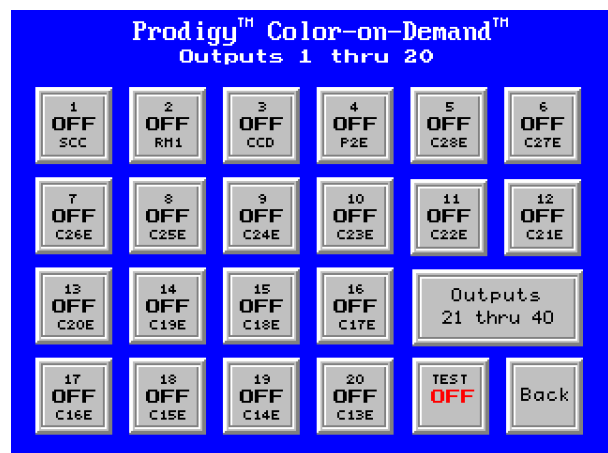 Prodigy™ Color-on-Demand™
Outputs 1 thru 20
1
OFF
SCC
2
OFF
RM1
3
OFF
CCD
4
OFF
P2E
5
OFF
C28E
6
OFF
C27E
7
OFF
C26E
8
OFF
C25E
9
OFF
C24E
10
OFF
C23E
11
OFF
C22E
12
OFF
C21E
13
OFF
C20E
14
OFF
C19E
15
OFF
C18E
16
OFF
C17E
Outputs
21 thru 40
17
OFF
C16E
18
OFF
C15E
19
OFF
C14E
20
OFF
C13E
TEST
OFF
Back